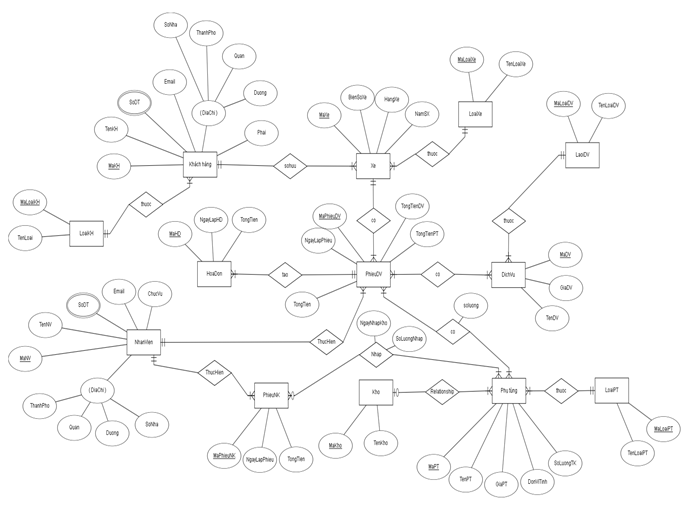 SoNha
ThanhPho
Quan
Duong
Email
(DiaChi)
SoDT
TenKH
Phai
MaKH
Khách hàng
sohuu
MaXe
BienSoXe
HangXe
NamSX
Xe
MaLoaiXe
TenLoaiXe
LoaiXe
thuoc
MaLoaiDV
TenLoaiDV
LaoiDV
thuoc
MaLoaiKH
TenLoai
LoaiKH
thuoc
MaHD
NgayLapHD
TongTien
HoaDon
tao
MaPhieuDV
TongTienDV
TongTienPT
NgayLapPhieu
co
PhieuDV
TongTien
co
DichVu
MaDV
GiaDV
TenDV
thuoc
SoDT
Email
ChucVu
TenNV
MaNV
NhanVien
ThucHien
ThucHien
NgayNhapKho
SoLuongNhap
Nhap
soluong
co
(DiaChi)
ThanhPho
Quan
Duong
SoNha
PhieuNK
MaPhieuNK
NgayLapPhieu
TongTien
Kho
Relationship
MaKho
TenKho
Phu tùng
thuoc
LoaiPT
MaLoaiPT
TenLoaiPT
MaPT
TenPT
GiaPT
DonViTinh
SoLuongTK